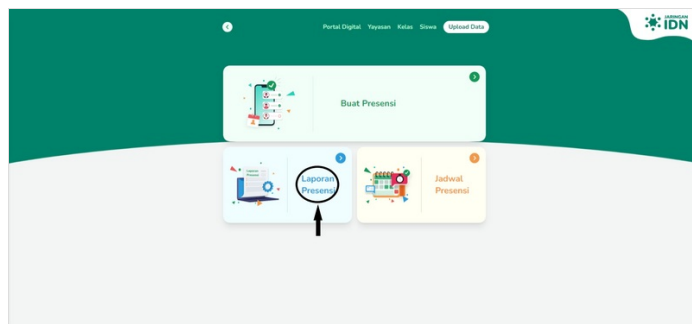 Portal Digital Yayasan Kelas Siswa Upload Data
JARINGAN
IDN
Buat Presensi
Laporan
Presensi
Jadwal
Presensi